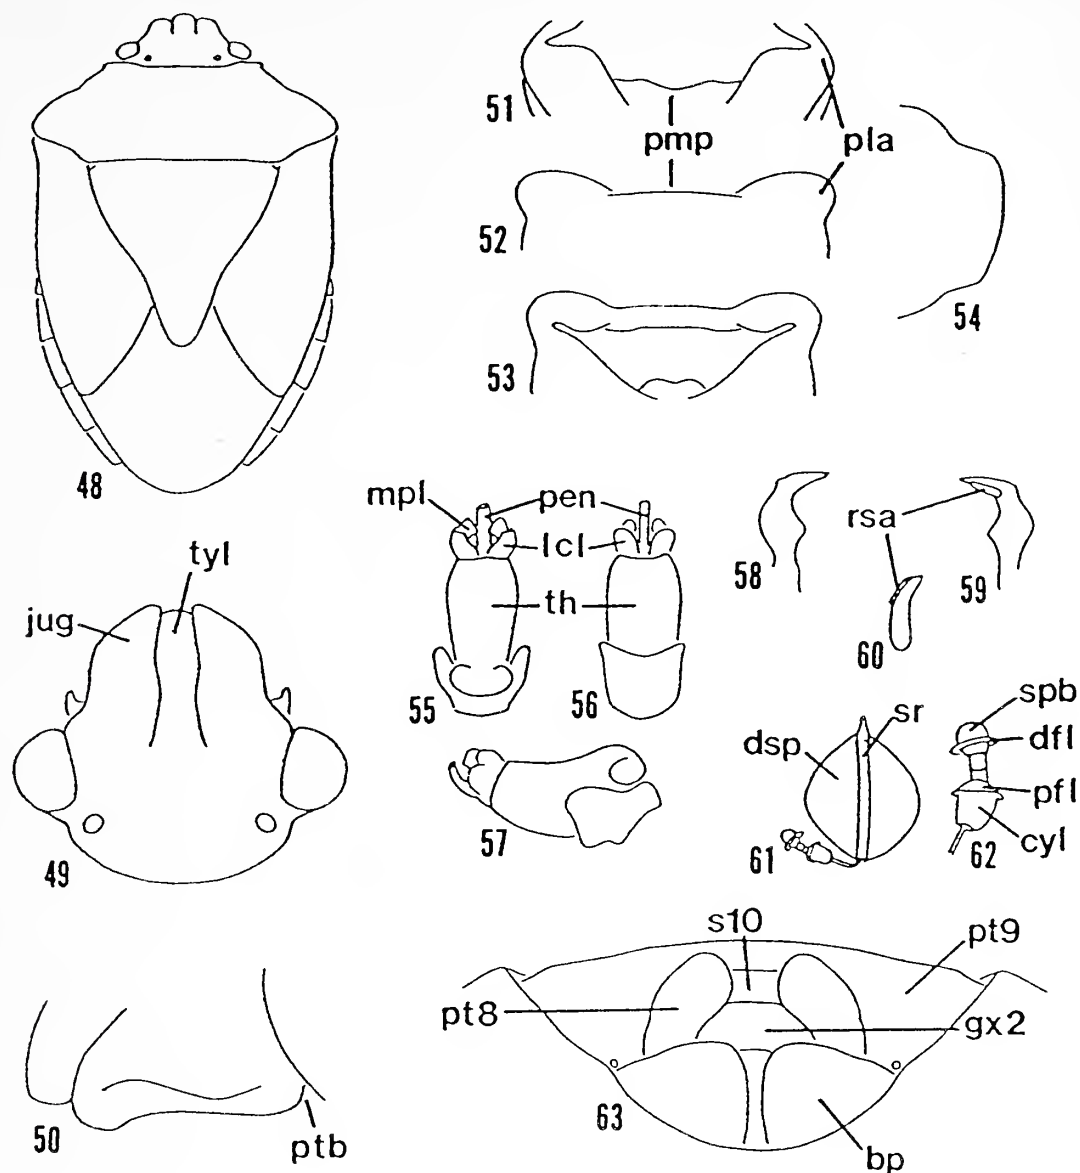 48
51
pmp
pla
52
53
54
tyl
jug
49
mpl
pen
lcl
th
55
56
57
rsa
58
59
60
sr
dsp
61
spb
dfl
pfl
cyl
62
50
ptb
s10
pt9
pt8
gx2
63
bp